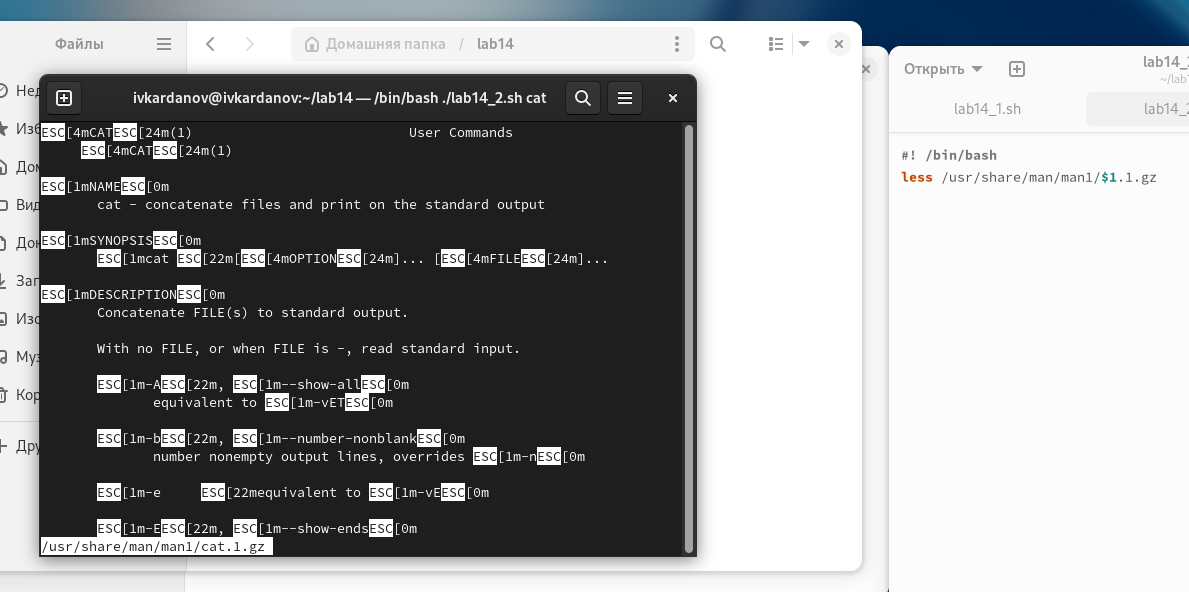 Файлы
Домашняя папка / lab14
Нед
Изб
Дом
Вид
Док
Заг
Изо
Муз
Кор
Дру
ivkardanov@ivkardanov:~/lab14 — /bin/bash ./lab14_2.sh cat
ESC[4mCATESC[24m(1) User Commands
ESC[4mCATESC[24m(1)
ESC[1mNAMEESC[0m
cat - concatenate files and print on the standard output
ESC[1mSYNOPSISESC[0m
ESC[1mcat ESC[22m[ESC[4mOPTIONESC[24m]... [ESC[4mFILEESC[24m]...
ESC[1mDESCRIPTIONESC[0m
Concatenate FILE(s) to standard output.
With no FILE, or when FILE is -, read standard input.
ESC[1m-AESC[22m, ESC[1m--show-allESC[0m
equivalent to ESC[1m-vETESC[0m
ESC[1m-bESC[22m, ESC[1m--number-nonblankESC[0m
number nonempty output lines, overrides ESC[1m-nESC[0m
ESC[1m-e ESC[22mequivalent to ESC[1m-vEESC[0m
ESC[1m-EESC[22m, ESC[1m--show-endsESC[0m
/usr/share/man/man1/cat.1.gz
Открыть
lab14_
~/lab
lab14_1.sh
lab14_
#! /bin/bash
less /usr/share/man/man1/$1.1.gz